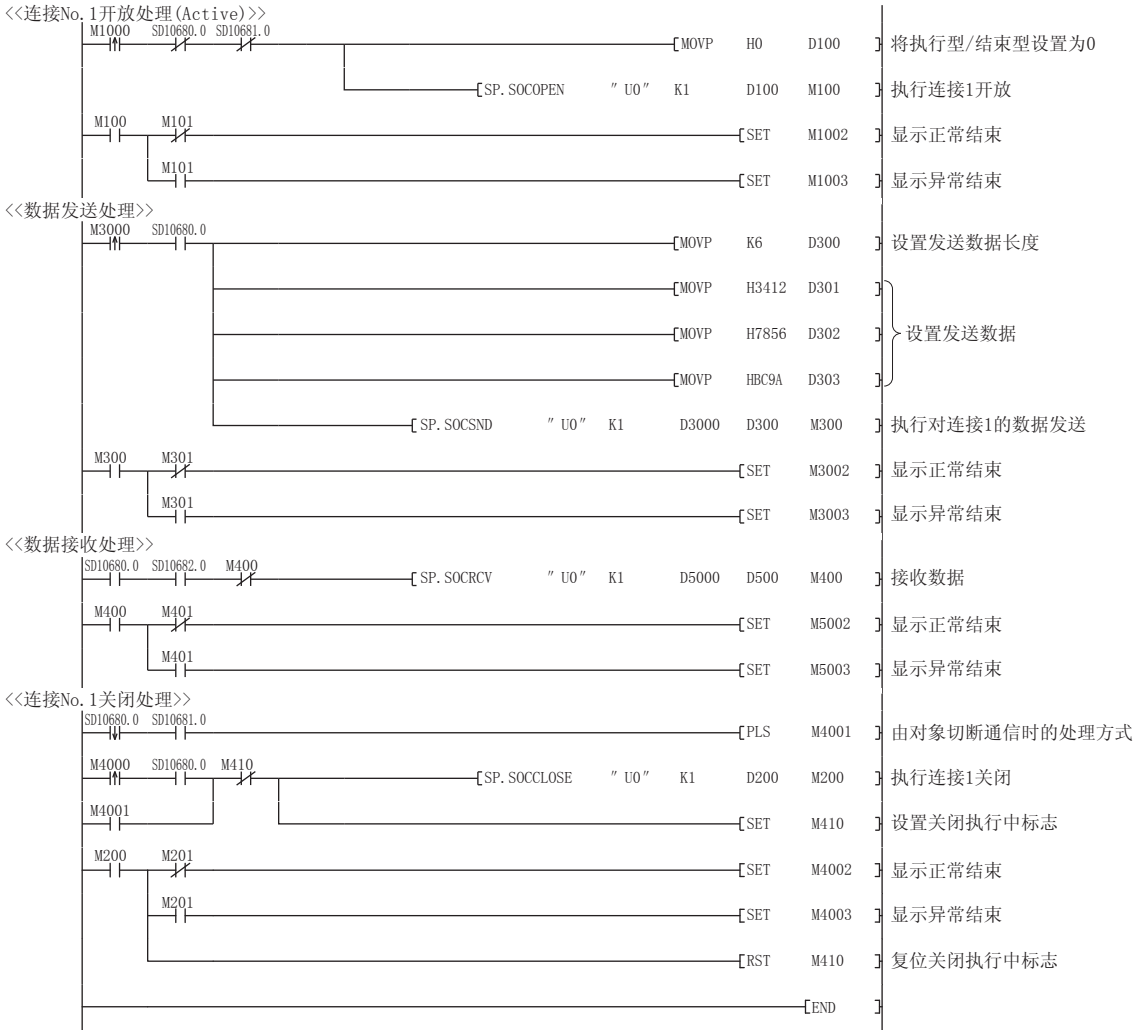 <<连接No.1开放处理(Active)>>
M1000 SD10680.0 SD10681.0
MOVP H0 D100 将执行型/结束型设置为0
SP.SOCOPEN "U0" K1 D100 M100 执行连接1开放
M100 M101
SET M1002 显示正常结束
M101
SET M1003 显示异常结束
<<数据发送处理>>
M3000 SD10680.0
MOVP K6 D300 设置发送数据长度
MOVP H3412 D301
MOVP H7856 D302 设置发送数据
MOVP HBC9A D303
SP.SOCSND "U0" K1 D3000 D300 M300 执行对连接1的数据发送
M300 M301
SET M3002 显示正常结束
M301
SET M3003 显示异常结束
<<数据接收处理>>
SD10680.0 SD10682.0 M400
SP.SOCRCV "U0" K1 D5000 D500 M400 接收数据
M400 M401
SET M5002 显示正常结束
M401
SET M5003 显示异常结束
<<连接No.1关闭处理>>
SD10680.0 SD10681.0
PLS M4001 由对象切断通信时的处理方式
M4000 SD10680.0 M410
SP.SOCCLOSE "U0" K1 D200 M200 执行连接1关闭
M4001
SET M410 设置关闭执行中标志
M200 M201
SET M4002 显示正常结束
M201
SET M4003 显示异常结束
RST M410 复位关闭执行中标志
END